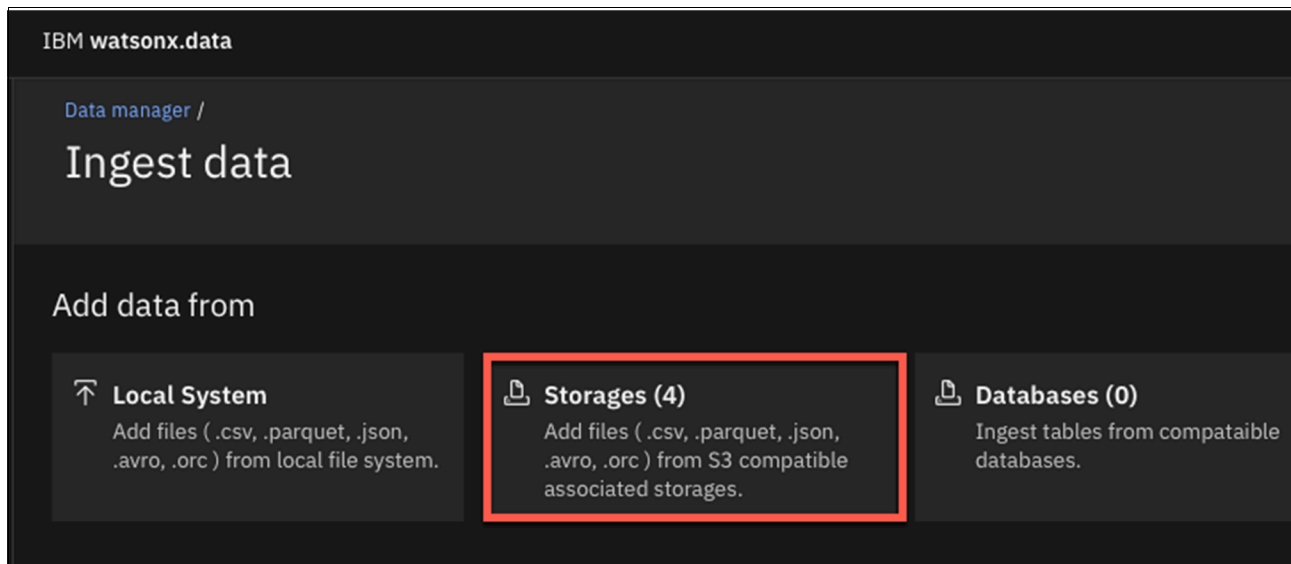 IBM watsonx.data
Data manager /
Ingest data
Add data from
Local System
Add files ( .csv, .parquet, .json,
.avro, .orc ) from local file system.
Storages (4)
Add files ( .csv, .parquet, .json,
.avro, .orc ) from S3 compatible
associated storages.
Databases (0)
Ingest tables from compataible
databases.